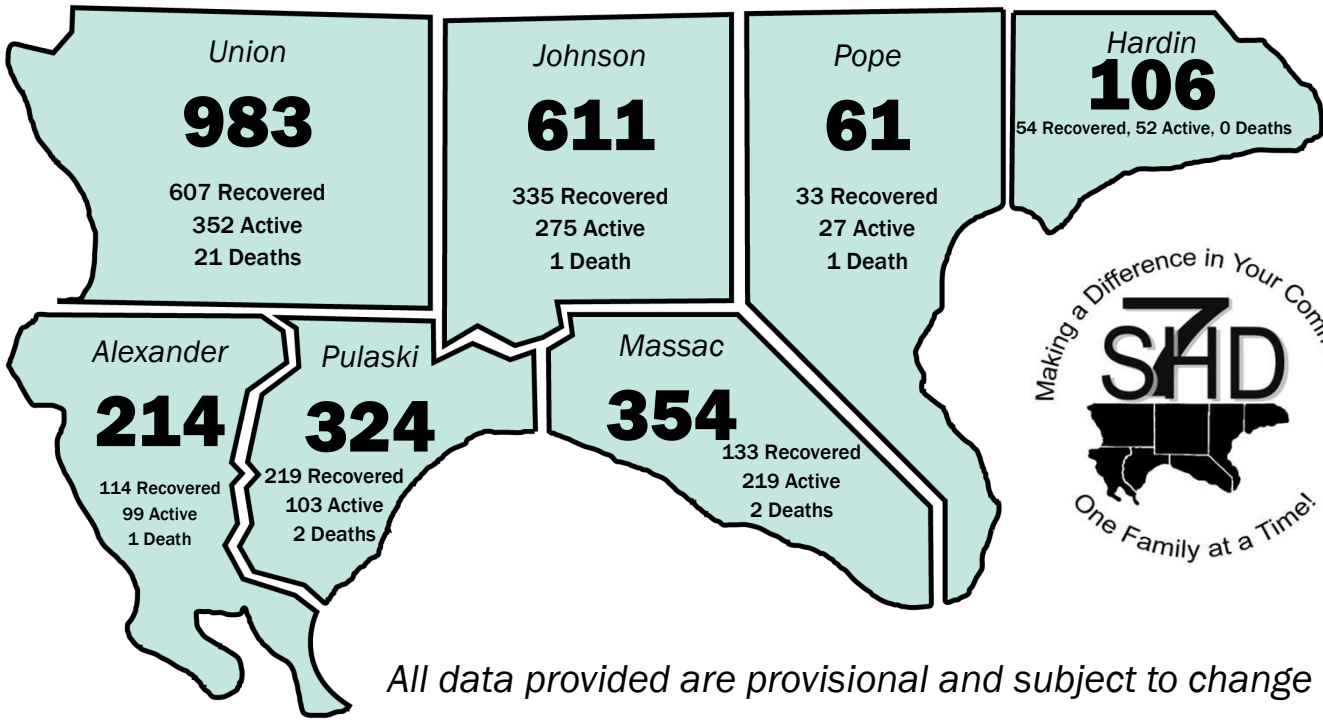 Union
983
607 Recovered
352 Active
21 Deaths
Johnson
611
335 Recovered
275 Active
1 Death
Pope
61
33 Recovered
27 Active
1 Death
Hardin
106
54 Recovered, 52 Active, 0 Deaths
Alexander
214
114 Recovered
99 Active
1 Death
Pulaski
324
219 Recovered
103 Active
2 Deaths
Massac
354
133 Recovered
219 Active
2 Deaths
Making a Difference in Your
S7HD
One Family at a Time!
All data provided are provisional and subject to change